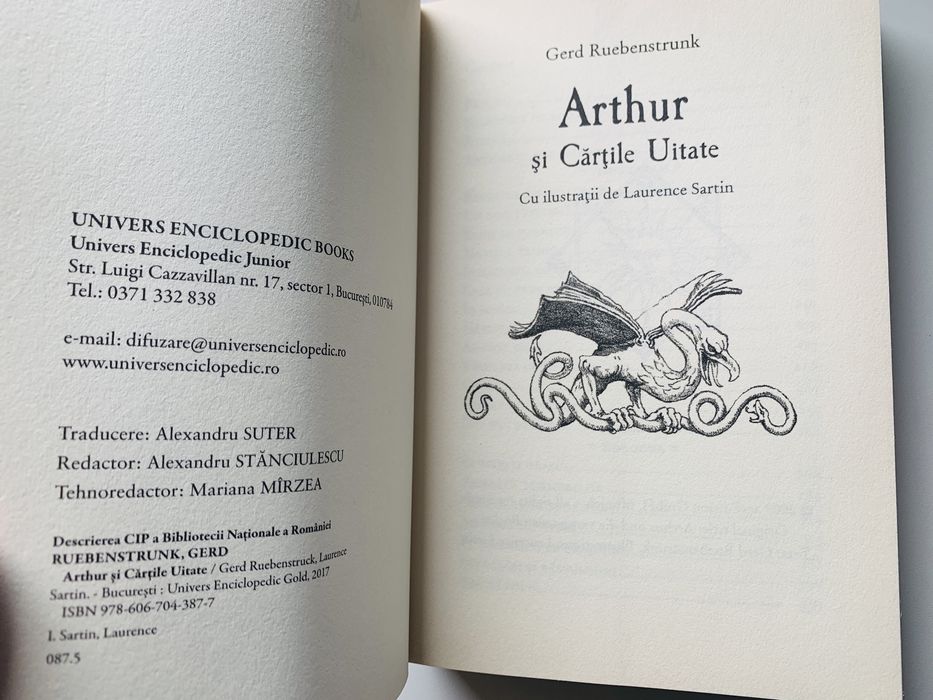 UNIVERS ENCICLOPEDIC BOOKS
Univers Enciclopedic Junior
Str. Luigi Cazzavillan nr. 17, sector 1, Bucureşti, 010784
Tel.: 0371 332 838
e-mail: difuzare@universenciclopedic.ro
www.universenciclopedic.ro
Traducere: Alexandru SUTER
Redactor: Alexandru STĂNCIULESCU
Tehnoredactor: Mariana MÎRZEA
Descrierea CIP a Bibliotecii Naţionale a României
RUEBENSTRUNK, GERD
Arthur şi Cărţile Uitate / Gerd Ruebenstruck, Laurence
Sartin. - Bucureşti : Univers Enciclopedic Gold, 2017
ISBN 978-606-704-387-7
I. Sartin, Laurence
087.5
Gerd Ruebenstrunk
Arthur
şi Cărţile Uitate
Cu ilustraţii de Laurence Sartin